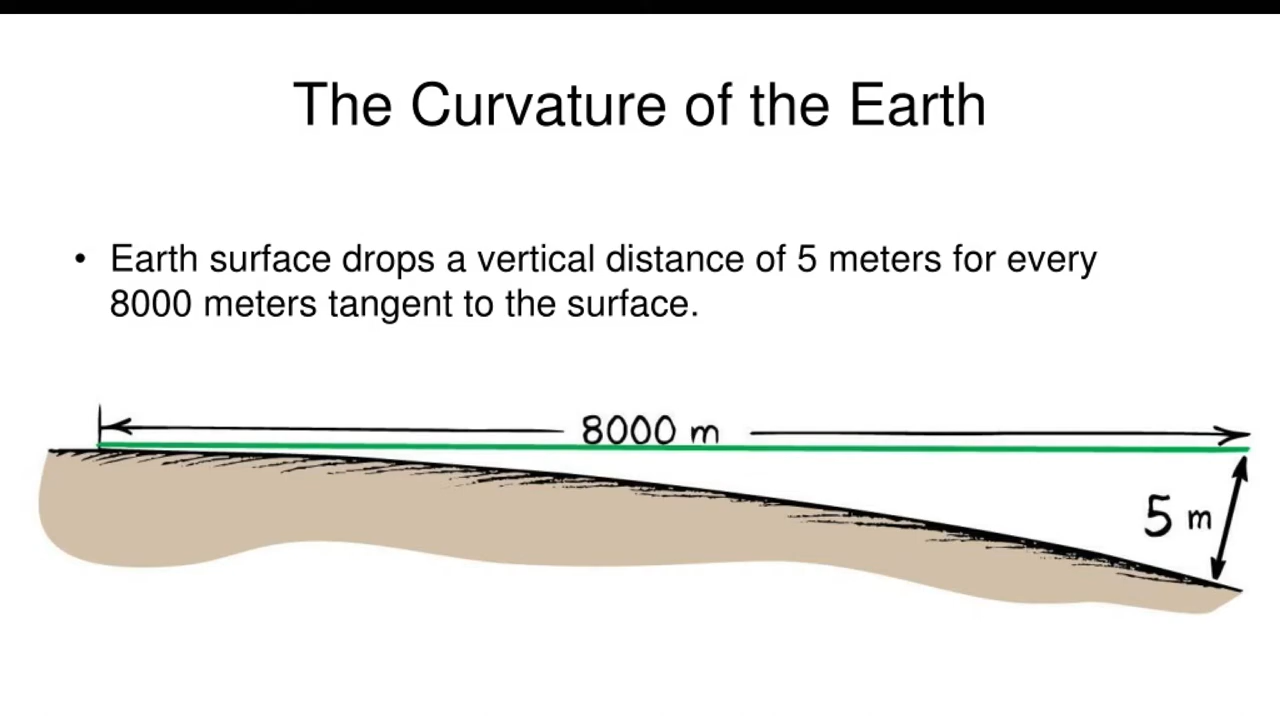 The Curvature of the Earth
• Earth surface drops a vertical distance of 5 meters for every
8000 meters tangent to the surface.
8000 m
5 m